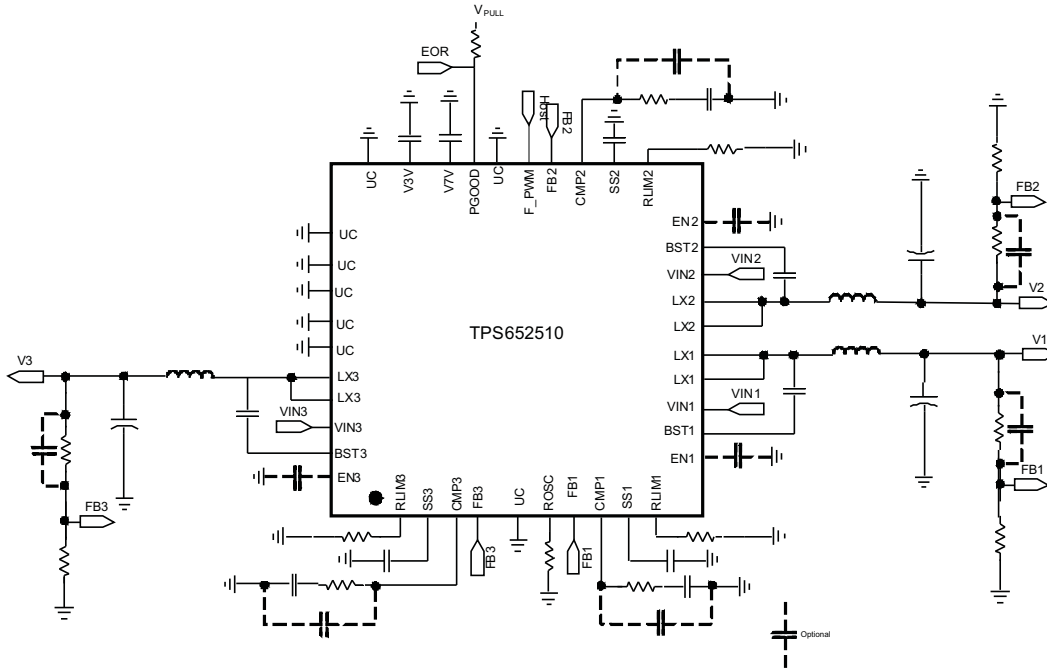 VPULL
EOR
Host
FB2
UC
V3V
V7V
PGOOD
UC
F_PWM
FB2
CMP2
SS2
RLIM2
FB2
V2
V1
FB1
EN2
BST2
VIN2
VIN2
LX2
LX2
LX1
LX1
VIN1
VIN1
BST1
EN1
TPS652510
UC
UC
UC
UC
UC
V3
LX3
LX3
VIN3
VIN3
BST3
EN3
FB3
RLIM3
SS3
CMP3
FB3
UC
ROSC
FB1
CMP1
SS1
RLIM1
FB3
FB1
Optional